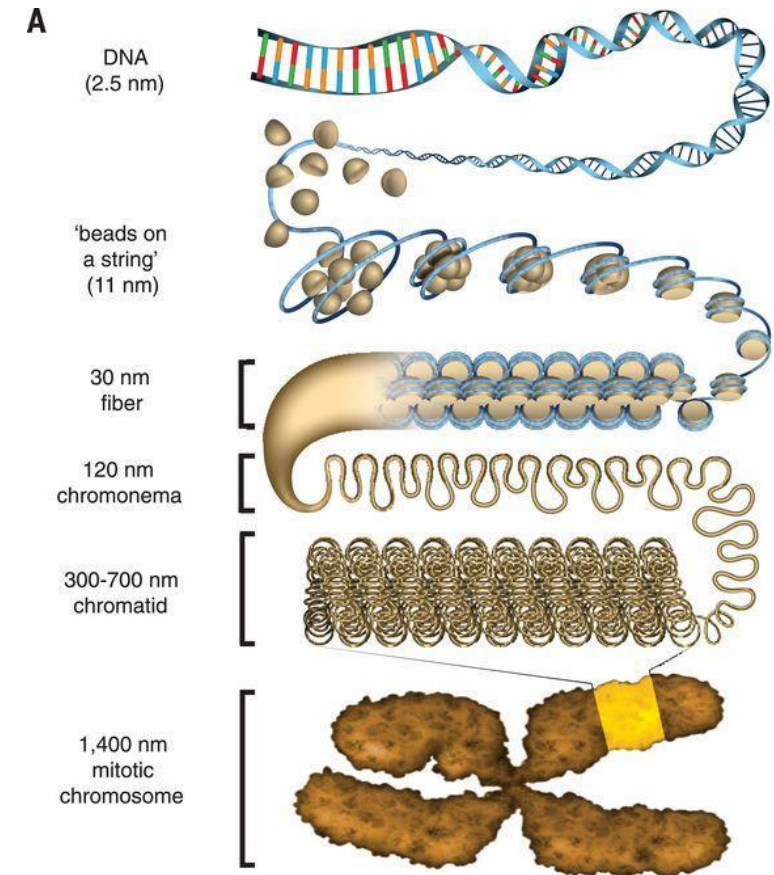 A
DNA
(2.5 nm)
‘beads on
a string’
(11 nm)
30 nm
fiber
120 nm
chromonema
300-700 nm
chromatid
1,400 nm
mitotic
chromosome